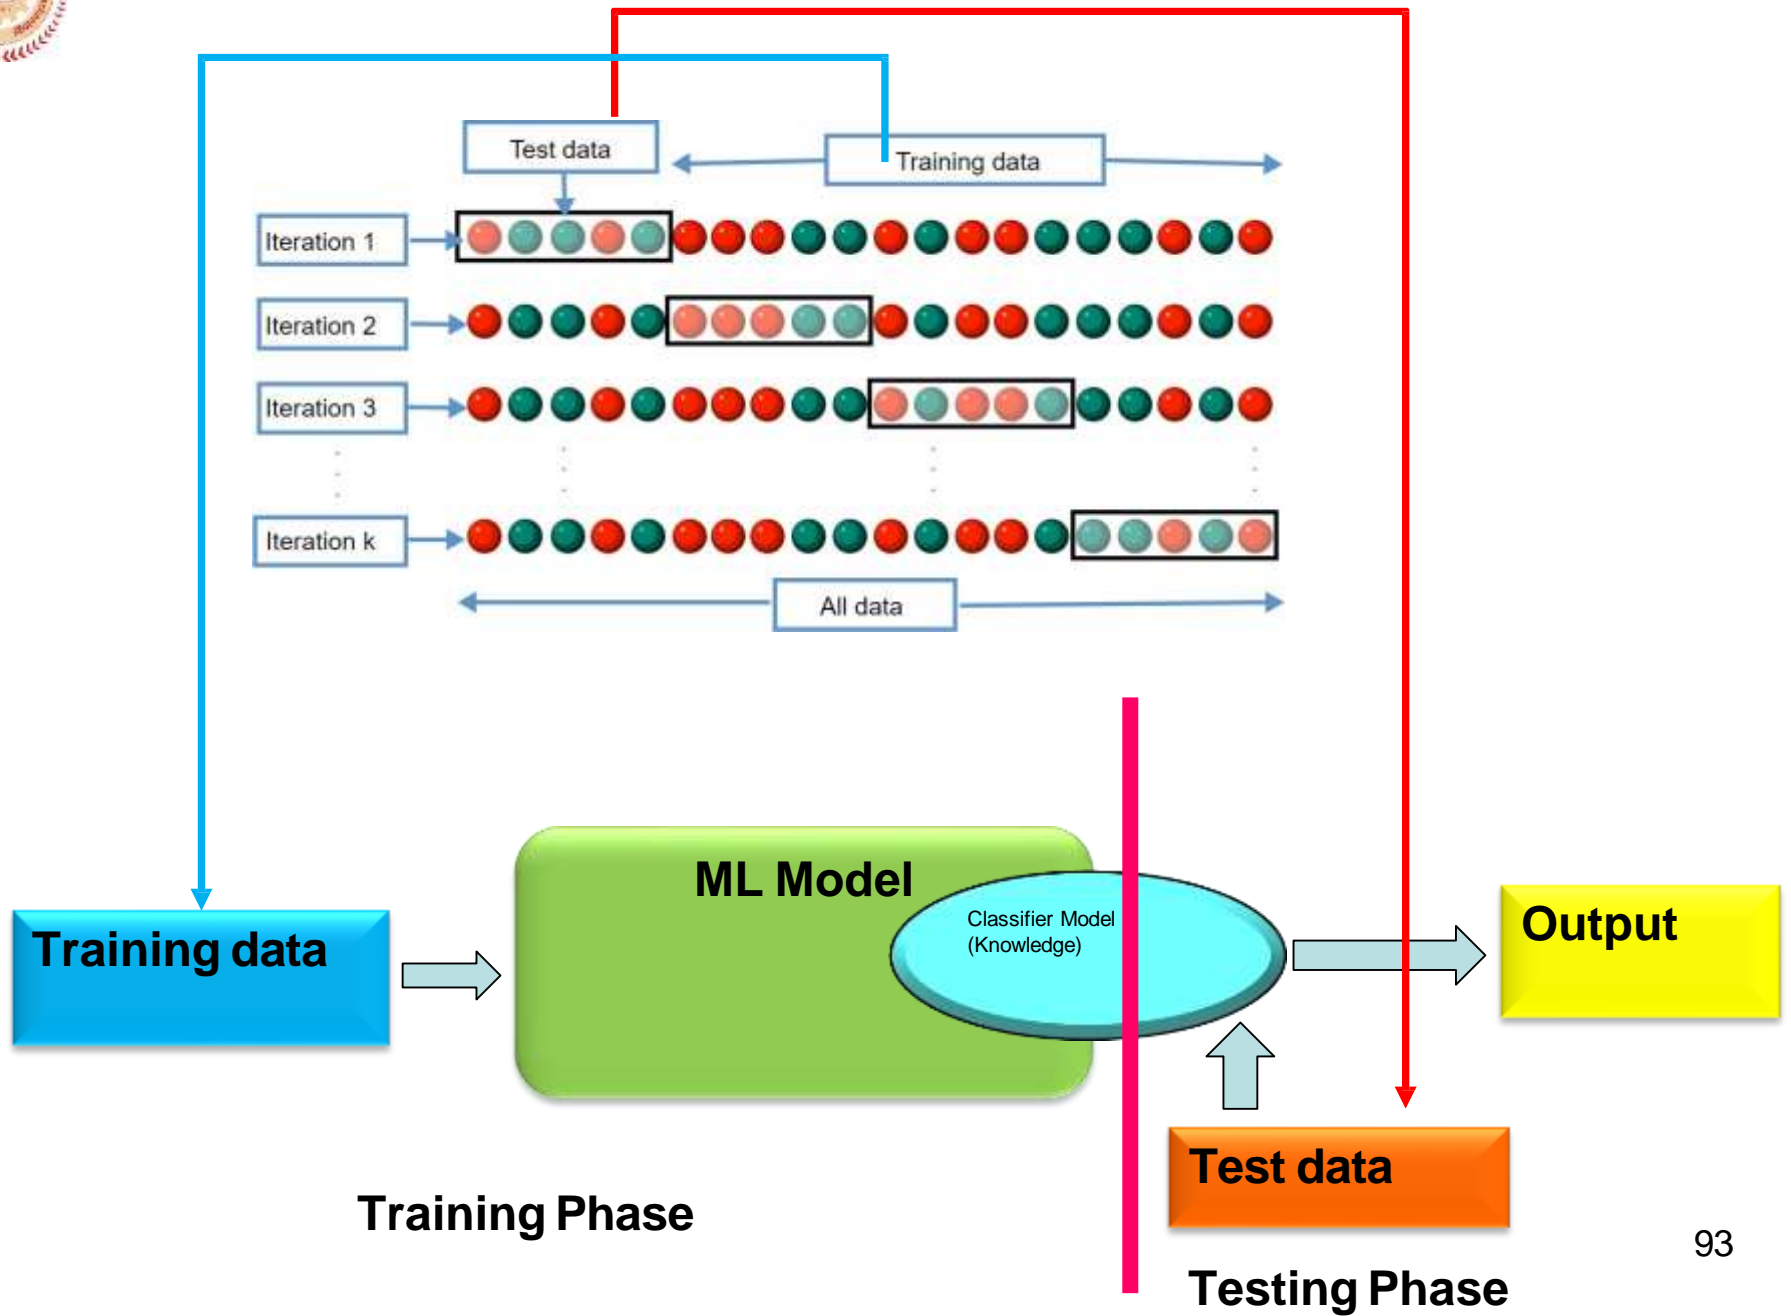 Test data
Training data
Iteration 1
Iteration 2
Iteration 3
Iteration k
All data
ML Model
Classifier Model
(Knowledge)
Training data
Output
Test data
Training Phase
93
Testing Phase